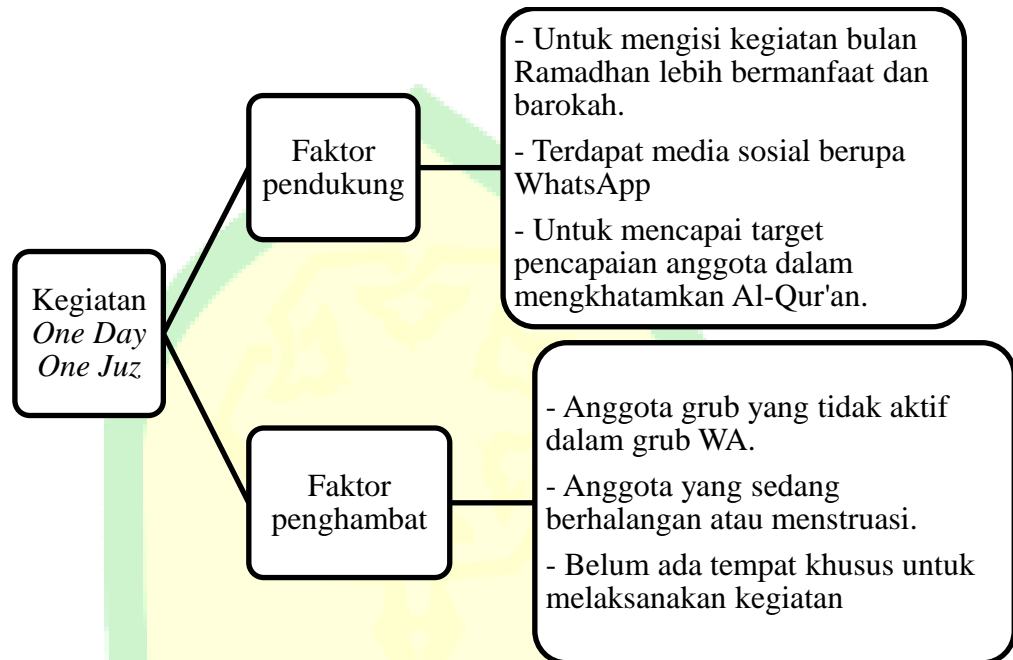 Kegiatan
One Day
One Juz
Faktor
pendukung
- Untuk mengisi kegiatan bulan
Ramadhan lebih bermanfaat dan
barokah.
- Terdapat media sosial berupa
WhatsApp
- Untuk mencapai target
pencapaian anggota dalam
mengkhatamkan Al-Qur'an.
Faktor
penghambat
- Anggota grub yang tidak aktif
dalam grub WA.
- Anggota yang sedang
berhalangan atau menstruasi.
- Belum ada tempat khusus untuk
melaksanakan kegiatan